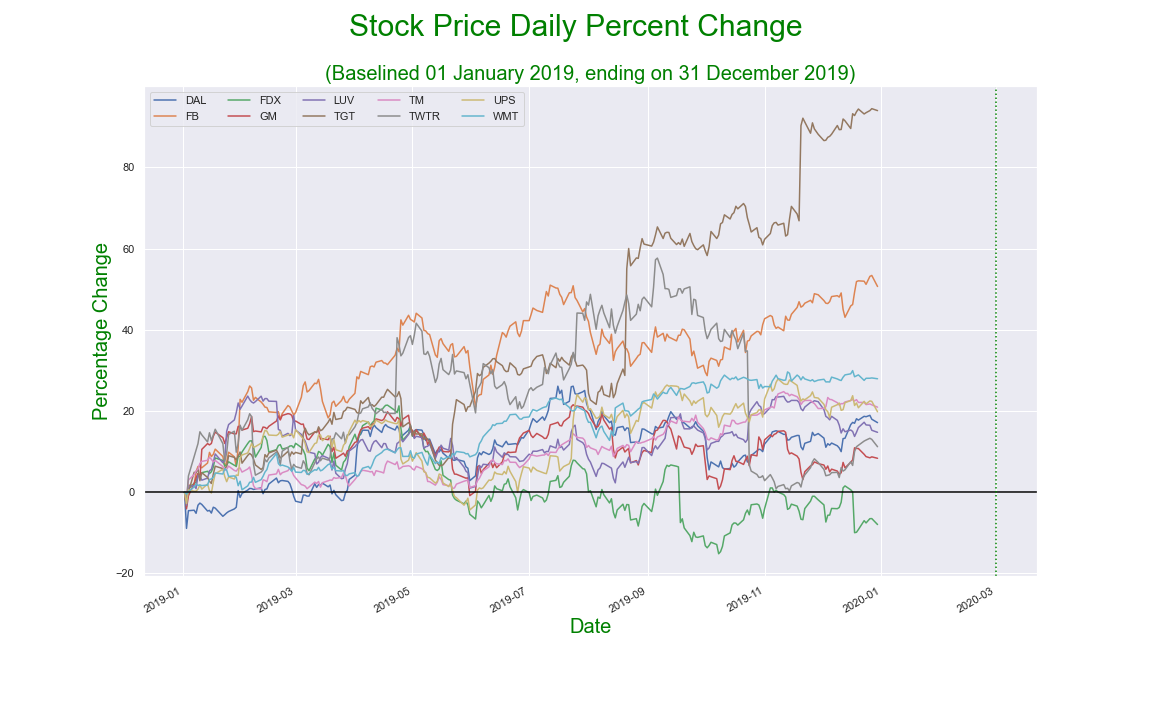 Stock Price Daily Percent Change
(Baselined 01 January 2019, ending on 31 December 2019)
DAL FDX LUV TM UPS
FB GM TGT TWTR WMT
80
60
40
20
0
−20
Percentage Change
2019-01 2019-03 2019-05 2019-07 2019-09 2019-11 2020-01 2020-03
Date